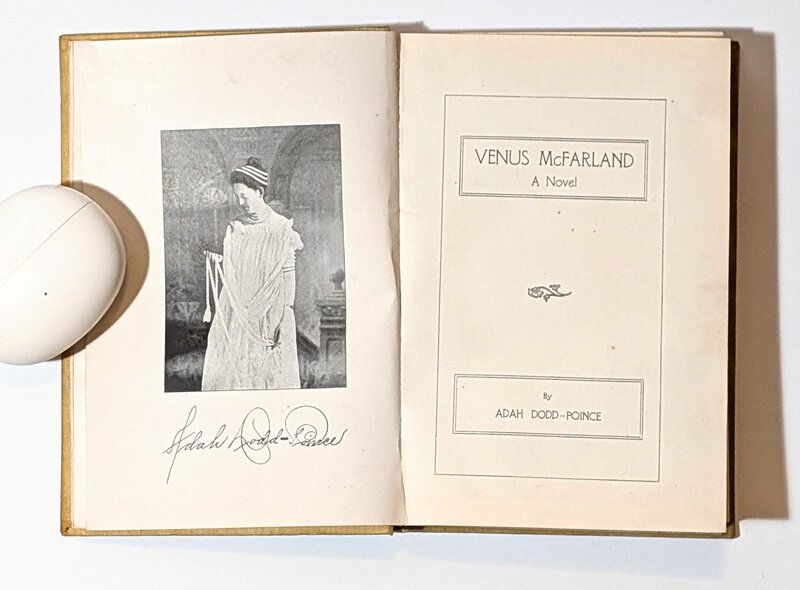 Adah Dodd-Poince
VENUS McFARLAND
A Novel
By
ADAH DODD-POINCE